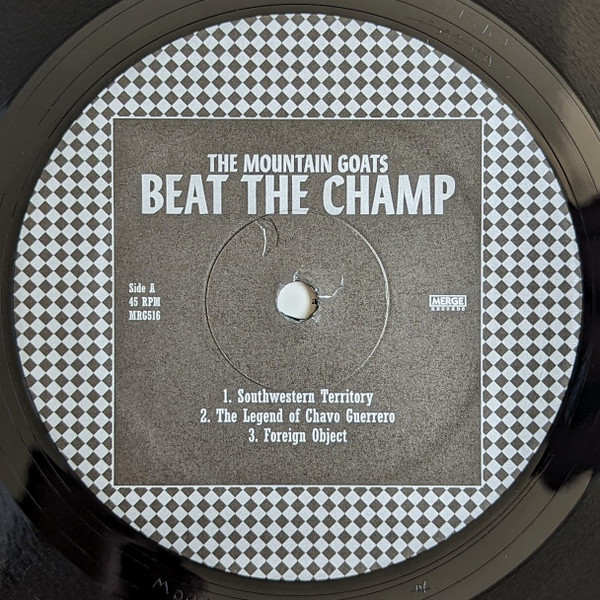 THE MOUNTAIN GOATS
BEAT THE CHAMP
Side A
45 RPM
MRG516
MERGE
RECORDS
1. Southwestern Territory
2. The Legend of Chavo Guerrero
3. Foreign Object